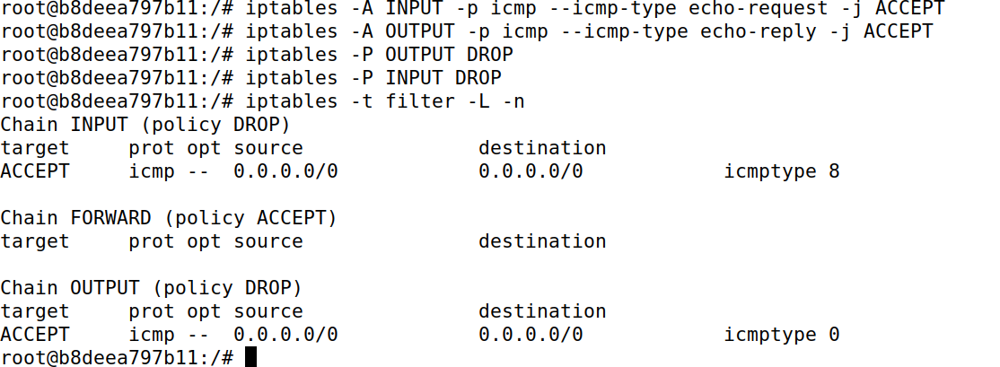 root@b8deea797b11:/# iptables -A INPUT -p icmp --icmp-type echo-request -j ACCEPT
root@b8deea797b11:/# iptables -A OUTPUT -p icmp --icmp-type echo-reply -j ACCEPT
root@b8deea797b11:/# iptables -P OUTPUT DROP
root@b8deea797b11:/# iptables -P INPUT DROP
root@b8deea797b11:/# iptables -t filter -L -n
Chain INPUT (policy DROP)
target     prot opt source               destination
ACCEPT     icmp --  0.0.0.0/0            0.0.0.0/0            icmptype 8
Chain FORWARD (policy ACCEPT)
target     prot opt source               destination
Chain OUTPUT (policy DROP)
target     prot opt source               destination
ACCEPT     icmp --  0.0.0.0/0            0.0.0.0/0            icmptype 0
root@b8deea797b11:/#